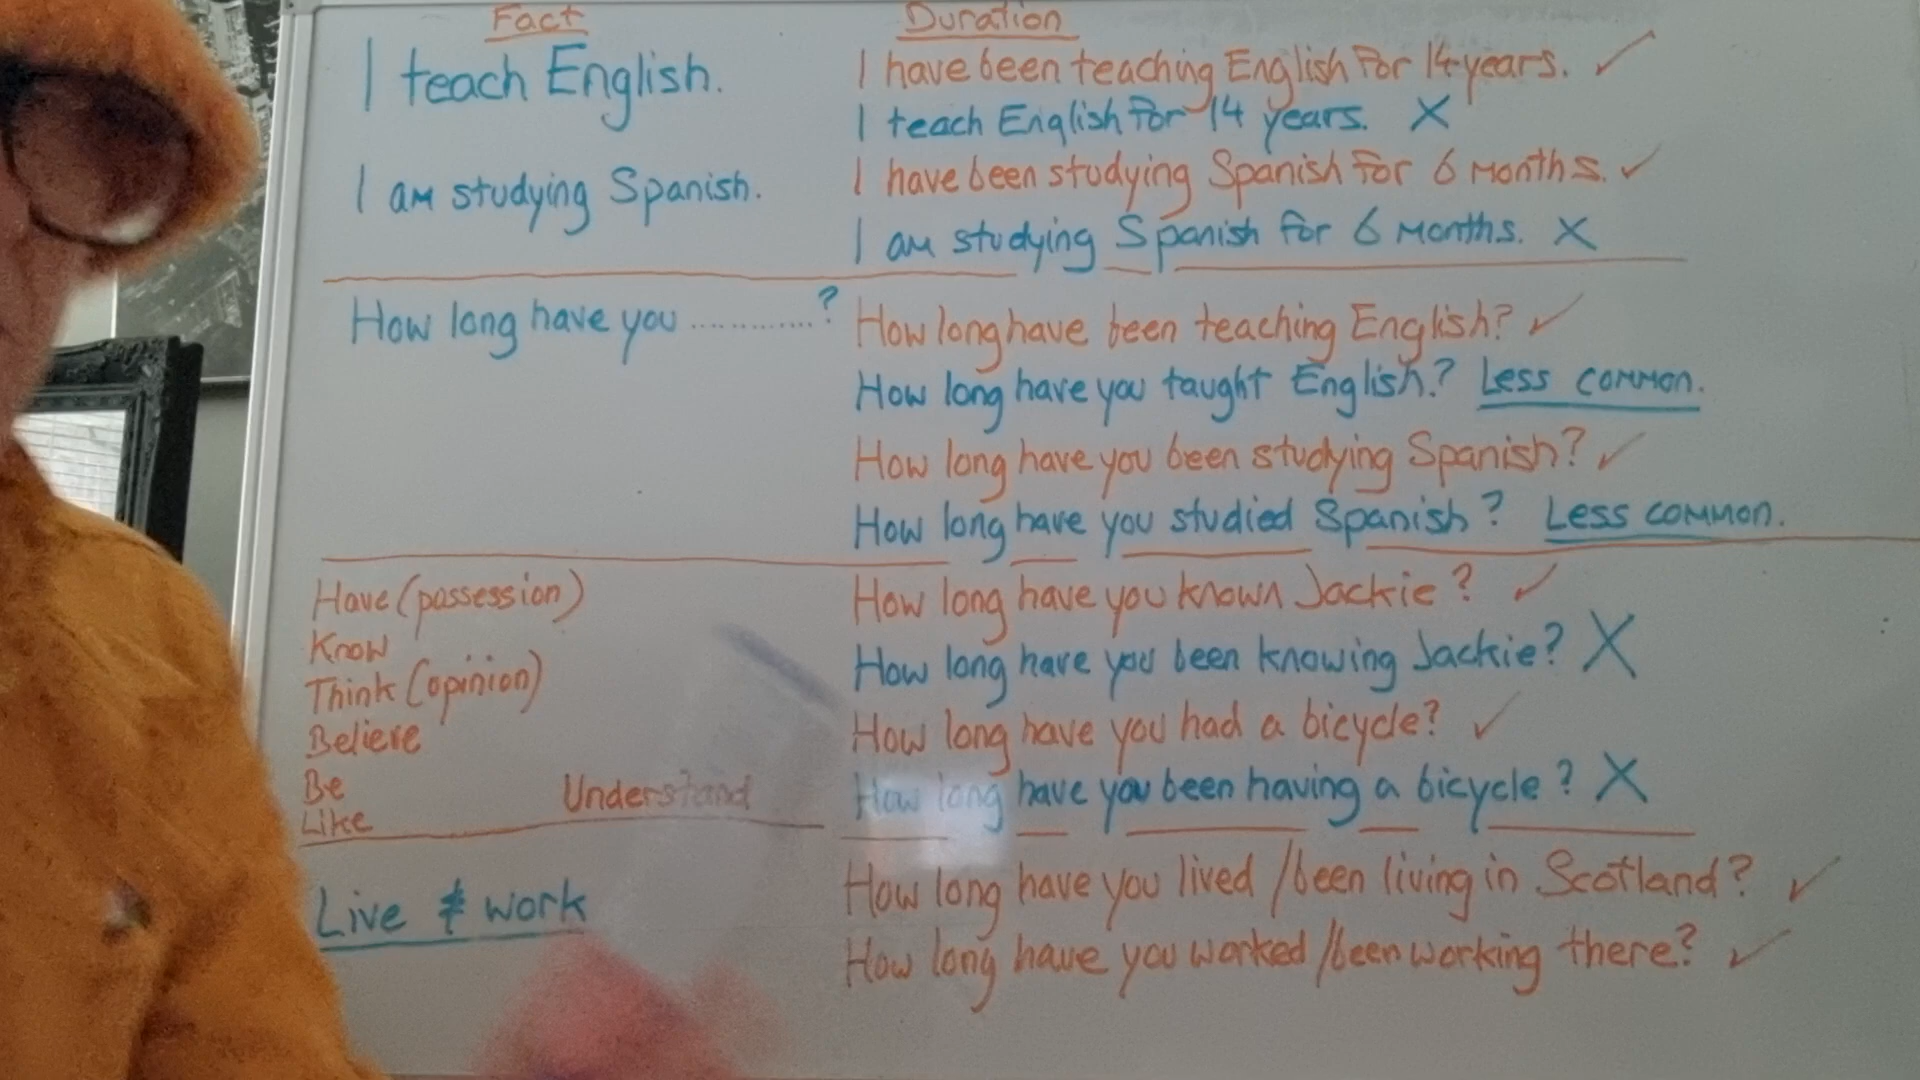 Fact
Duration
I teach English.
I have been teaching English for 14 years. ✓
I teach English for 14 years. X
I am studying Spanish.
I have been studying Spanish for 6 months. ✓
I am studying Spanish for 6 months. X
How long have you .............?
How long have been teaching English? ✓
How long have you taught English? Less common.
How long have you been studying Spanish? ✓
How long have you studied Spanish? Less common.
Have (possession)
Know
Think (opinion)
Believe
Be
Understand
Like
How long have you known Jackie? ✓
How long have you been knowing Jackie? X
How long have you had a bicycle? ✓
How long have you been having a bicycle? X
Live & work
How long have you lived /been living in Scotland? ✓
How long have you worked /been working there? ✓